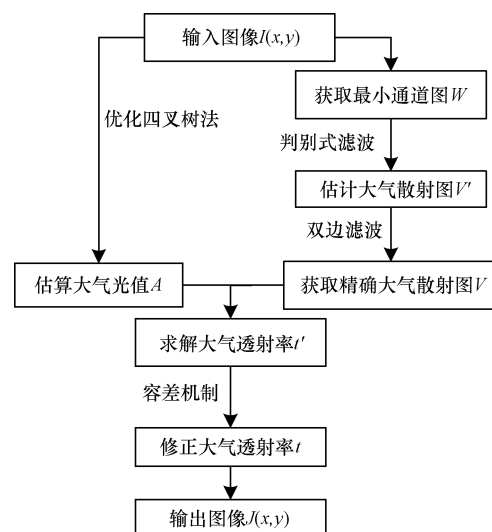 输入图像I(x,y)
获取最小通道图W
优化四叉树法
判别式滤波
估计大气散射图V′
双边滤波
估算大气光值A
获取精确大气散射图V
求解大气透射率t′
容差机制
修正大气透射率t
输出图像J(x,y)